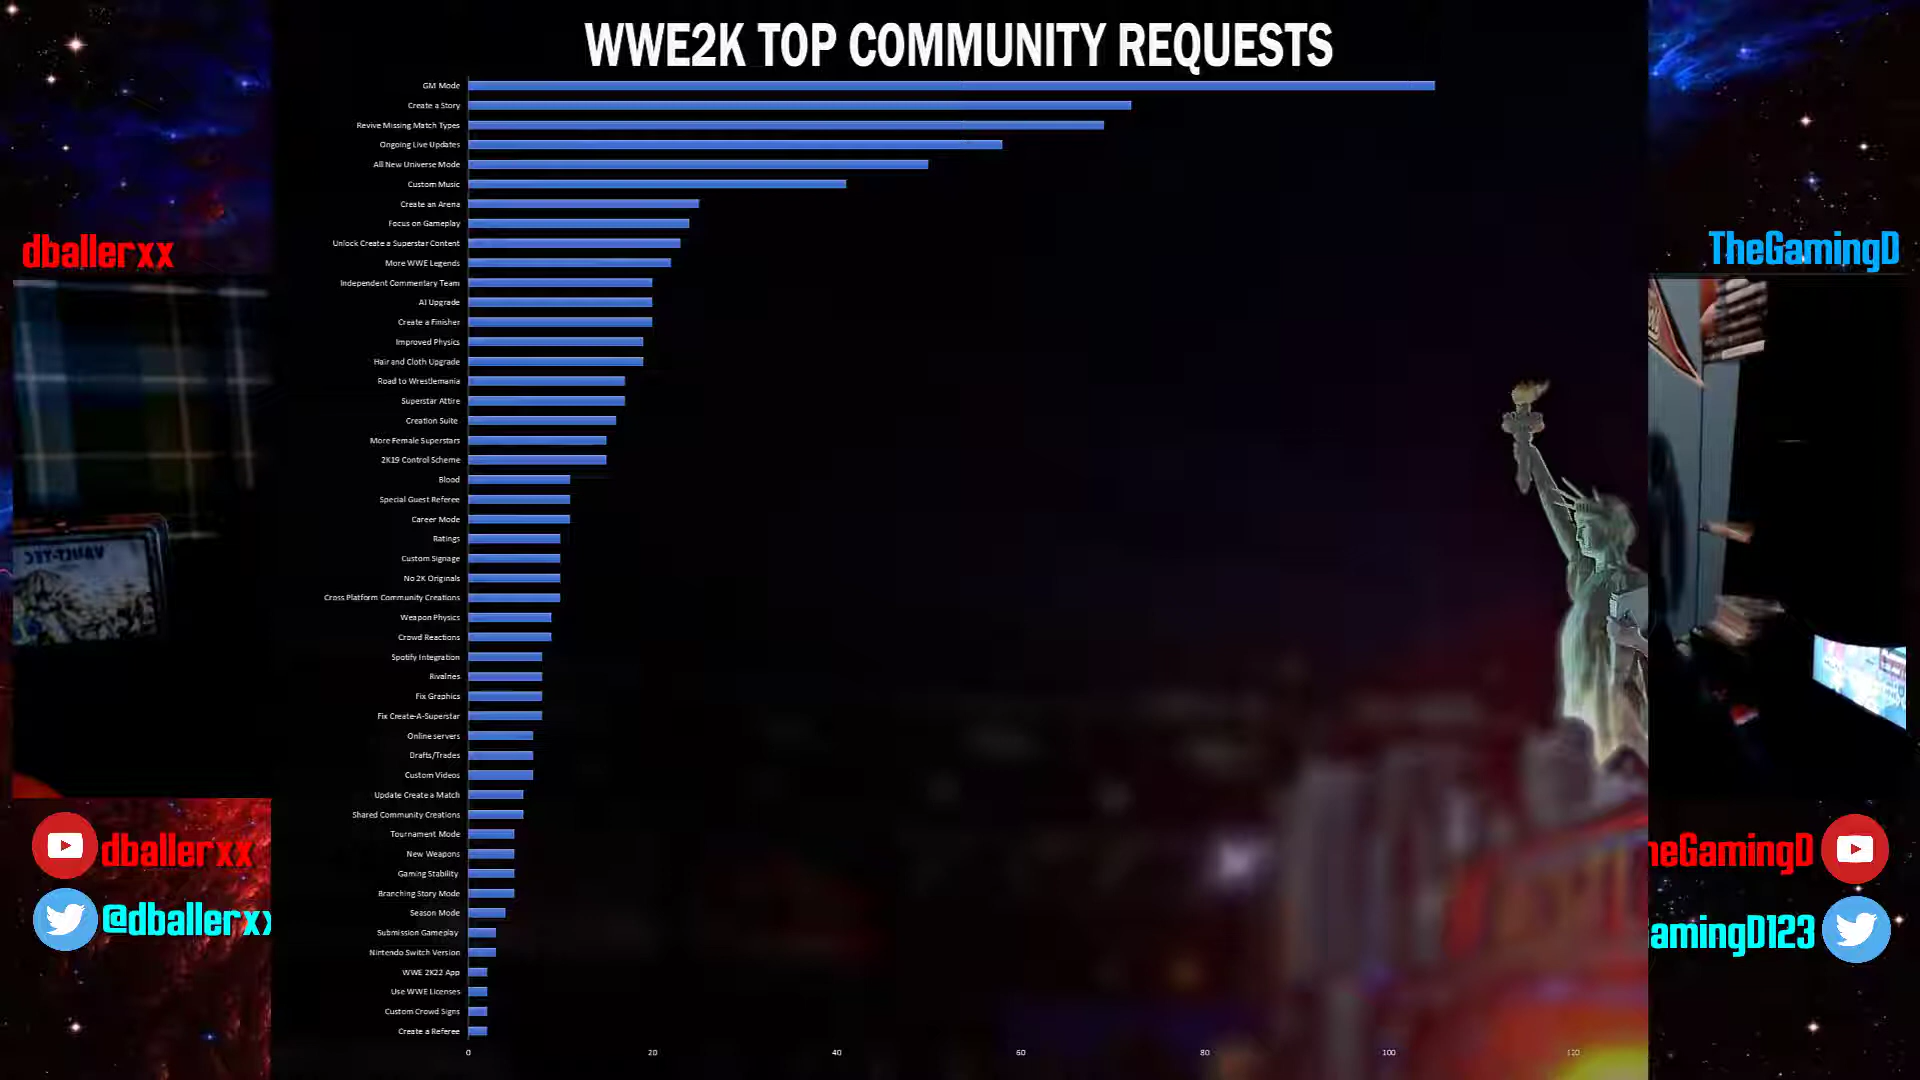 WWE2K TOP COMMUNITY REQUESTS
GM Mode
Create a Story
Revive Missing Match Types
Ongoing Live Updates
All New Universe Mode
Custom Music
Create an Arena
Focus on Gameplay
Unlock Create a Superstar Content
More WWE Legends
Independent Commentary Team
AI Upgrade
Create a Finisher
Improved Physics
Hair and Cloth Upgrade
Road to Wrestlemania
Superstar Attire
Creation Suite
More Female Superstars
2K19 Control Scheme
Blood
Special Guest Referee
Career Mode
Ratings
Custom Signage
No 2K Originals
Cross Platform Community Creations
Weapon Physics
Crowd Reactions
Spotify Integration
Rivalries
Fix Graphics
Fix Create-A-Superstar
Online servers
Drafts/Trades
Custom Videos
Update Create a Match
Shared Community Creations
Tournament Mode
New Weapons
Gaming Stability
Branching Story Mode
Season Mode
Submission Gameplay
Nintendo Switch Version
WWE 2K22 App
Use WWE Licenses
Custom Crowd Signs
Create a Referee
0 20 40 60 80 100 120
dballerxx
VAULT-TEC
dballerxx
@dballerxx
TheGamingD
heGamingD
amingD123